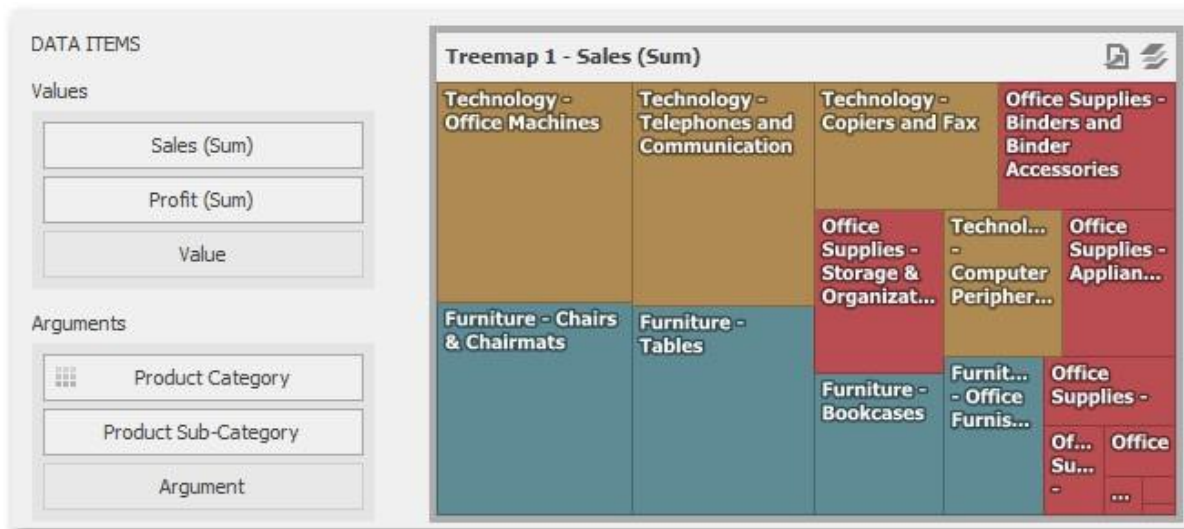 DATA ITEMS
Values
Sales (Sum)
Profit (Sum)
Value
Arguments
Product Category
Product Sub-Category
Argument
Treemap 1 - Sales (Sum)
Technology -
Office Machines
Technology -
Telephones and
Communication
Technology -
Copiers and Fax
Office Supplies -
Binders and
Binder
Accessories
Office
Supplies -
Storage &
Organizat...
Technol...
-
Computer
Peripher...
Office
Supplies -
Applian...
Furniture - Chairs
& Chairmats
Furniture -
Tables
Furniture -
Bookcases
Furnit...
- Office
Furnis...
Office
Supplies -
Of...
Su...
-
Office
...